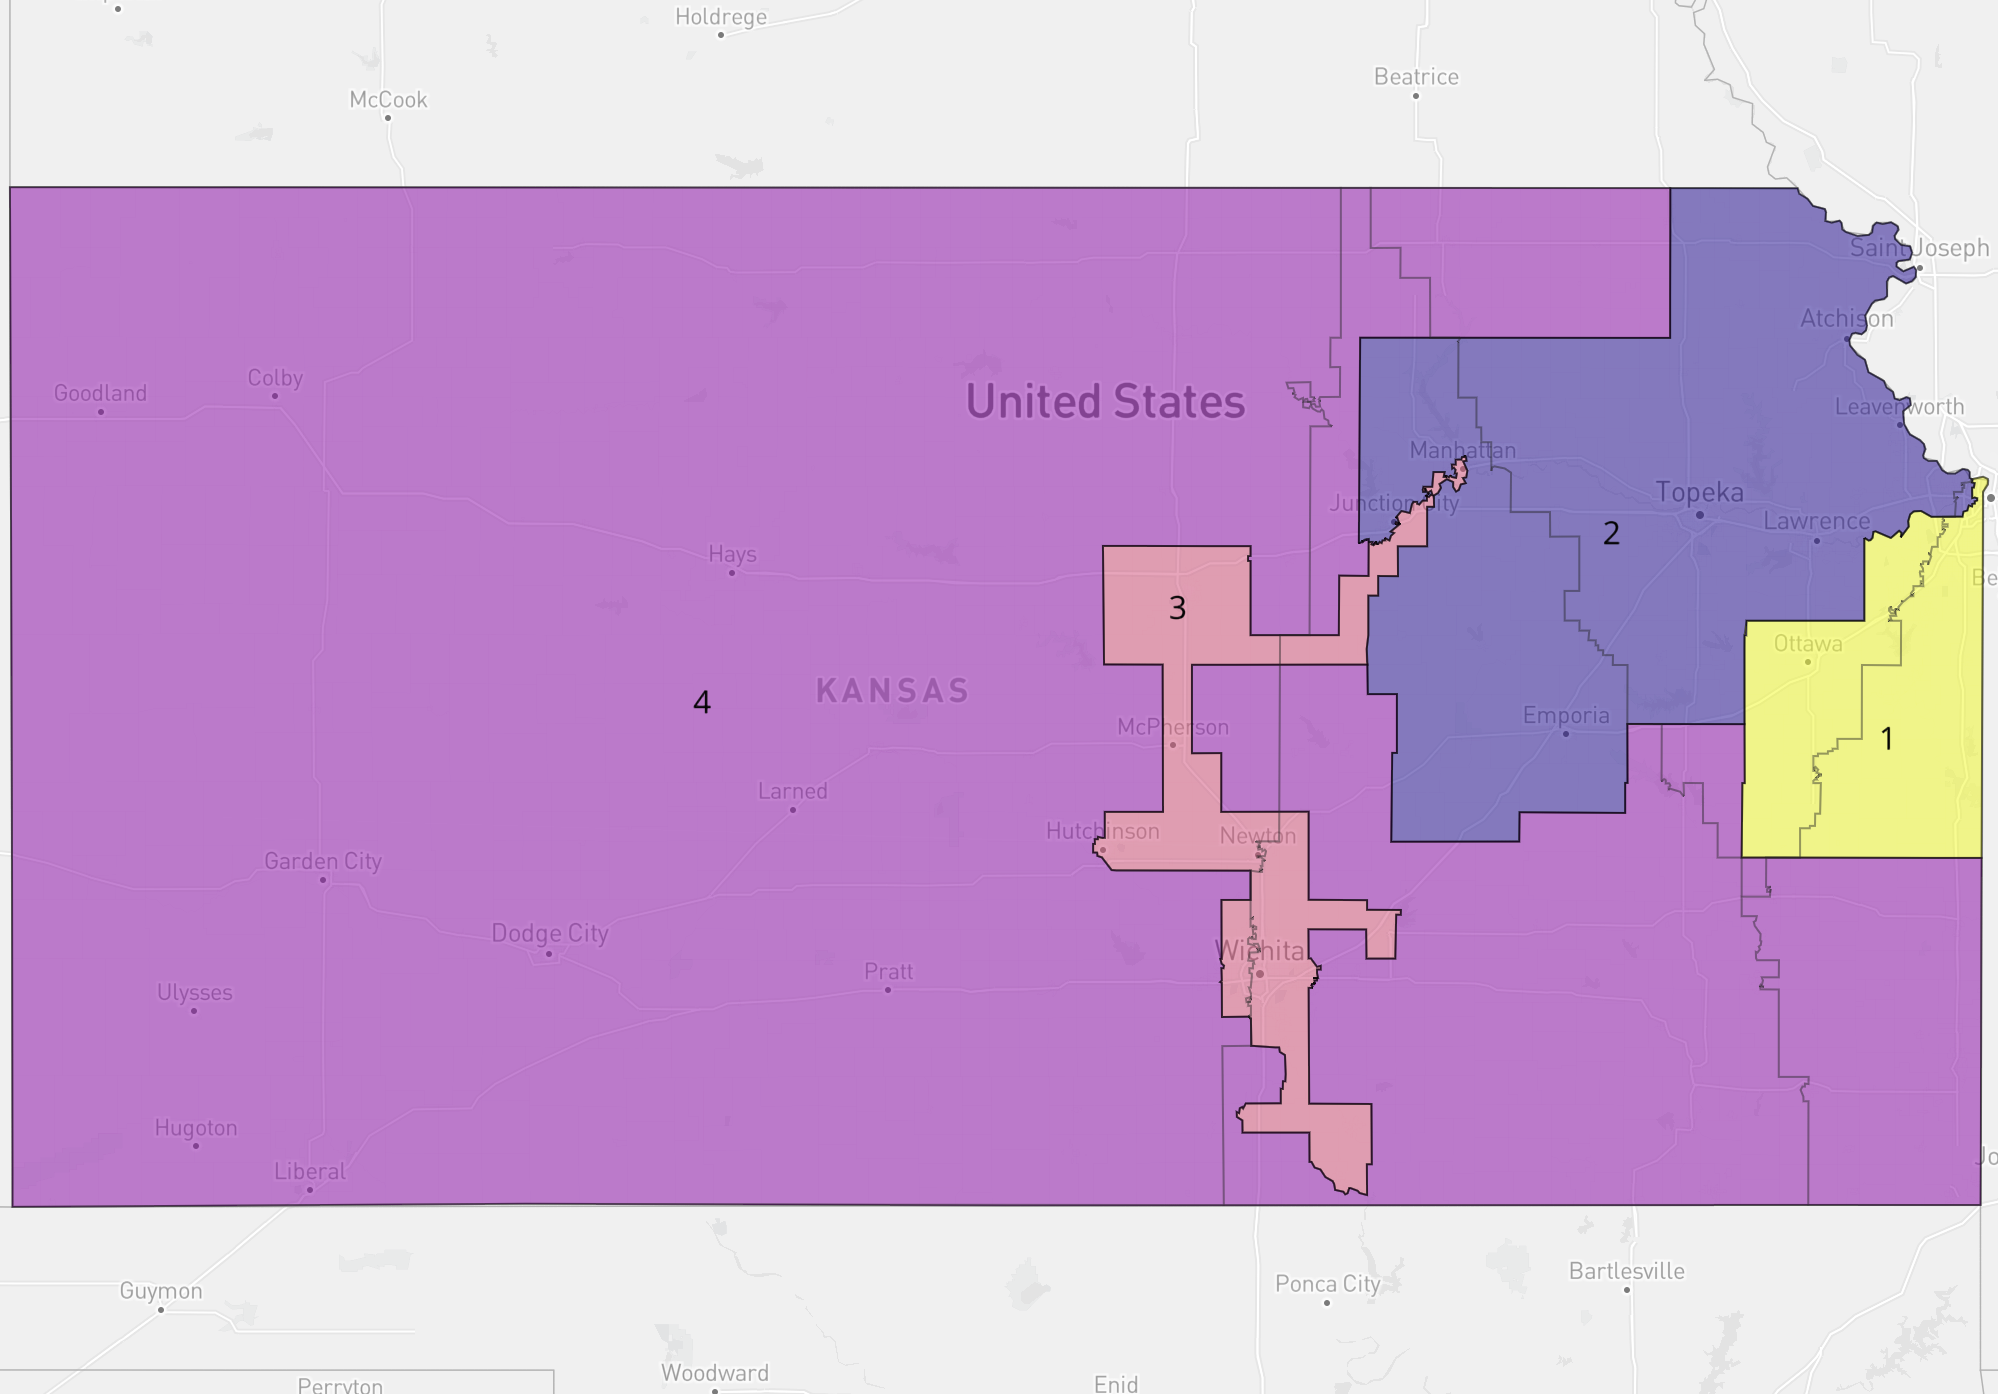 Holdrege
Beatrice
McCook
Saint Joseph
Atchison
Colby
Goodland
United States
Leavenworth
Manhattan
Topeka
Junction City
Lawrence
2
Hays
Be
3
Ottawa
KANSAS
4
Emporia
McPherson
1
Larned
Hutchinson
Newton
Garden City
Dodge City
Wichita
Pratt
Ulysses
Hugoton
Jo
Liberal
Bartlesville
Ponca City
Guymon
Woodward
Enid
Perryton